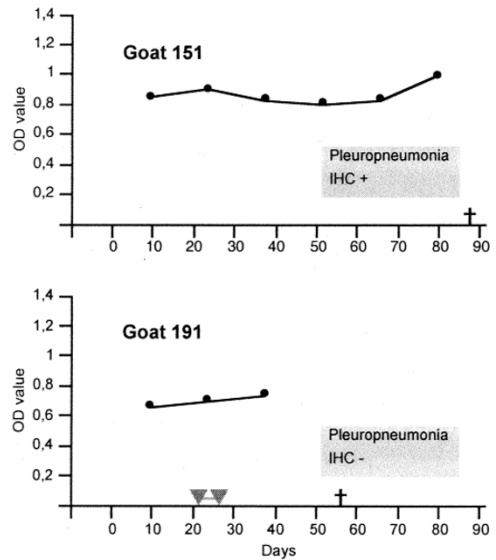 1,4
1,2
1
0,8
0,6
0,4
0,2
OD value
Goat 151
Pleuropneumonia
IHC +
0 10 20 30 40 50 60 70 80 90
1,4
1,2
1
0,8
0,6
0,4
0,2
OD value
Goat 191
Pleuropneumonia
IHC -
0 10 20 30 40 50 60 70 80 90
Days